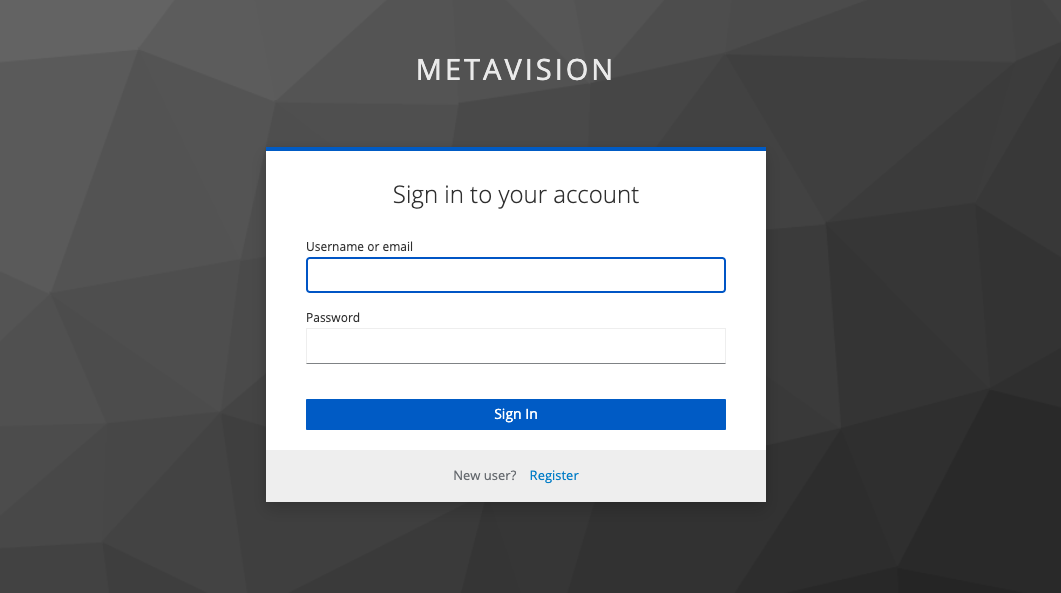 METAVISION
Sign in to your account
Username or email
Password
Sign In
New user? Register